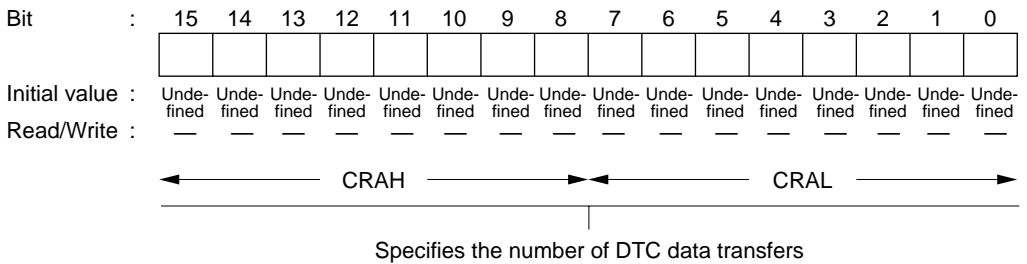 Bit : 15 14 13 12 11 10 9 8 7 6 5 4 3 2 1 0
Initial value : Unde- Unde- Unde- Unde- Unde- Unde- Unde- Unde- Unde- Unde- Unde- Unde- Unde- Unde- Unde- Unde-
fined fined fined fined fined fined fined fined fined fined fined fined fined fined fined fined
Read/Write : — — — — — — — — — — — — — — — —
CRAH CRAL
Specifies the number of DTC data transfers